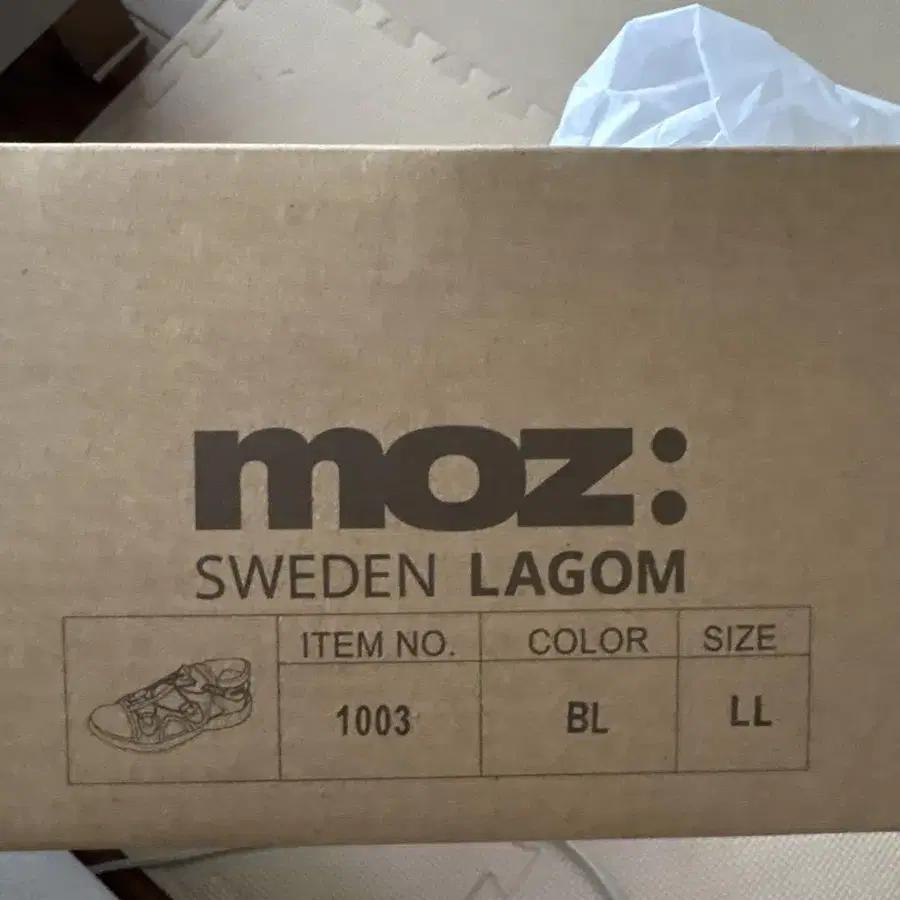 moz:
SWEDEN LAGOM
ITEM NO. COLOR SIZE
1003 BL LL